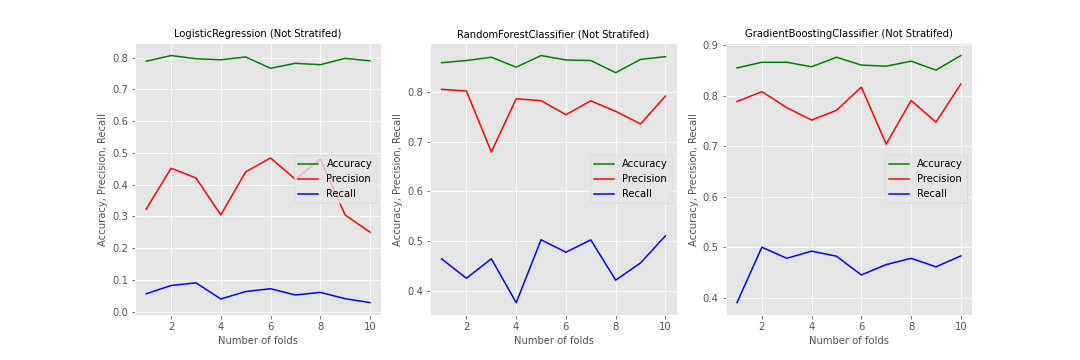 LogisticRegression (Not Stratifed)
Accuracy, Precision, Recall
0.8
0.7
0.6
0.5
0.4
0.3
0.2
0.1
0.0
Accuracy
Precision
Recall
2
4
6
8
10
Number of folds
RandomForestClassifier (Not Stratifed)
Accuracy, Precision, Recall
0.8
0.7
0.6
0.5
0.4
Accuracy
Precision
Recall
2
4
6
8
10
Number of folds
GradientBoostingClassifier (Not Stratifed)
Accuracy, Precision, Recall
0.9
0.8
0.7
0.6
0.5
0.4
Accuracy
Precision
Recall
2
4
6
8
10
Number of folds